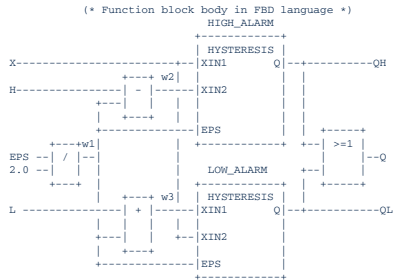 (* Function block body in FBD language *)
HIGH_ALARM
HYSTERESIS
X XIN1 Q QH
w2
H - XIN2
EPS
w1 >=1
EPS / Q
2.0 LOW_ALARM
w3 HYSTERESIS
L + XIN1 Q QL
XIN2
EPS